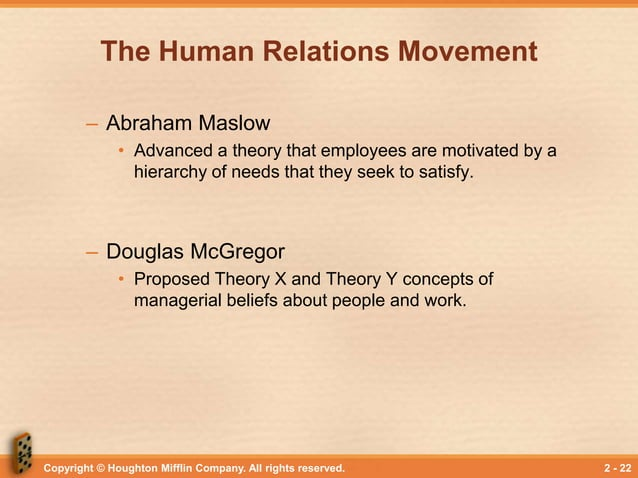 The Human Relations Movement
– Abraham Maslow
• Advanced a theory that employees are motivated by a
hierarchy of needs that they seek to satisfy.
– Douglas McGregor
• Proposed Theory X and Theory Y concepts of
managerial beliefs about people and work.
Copyright © Houghton Mifflin Company. All rights reserved.
2 - 22